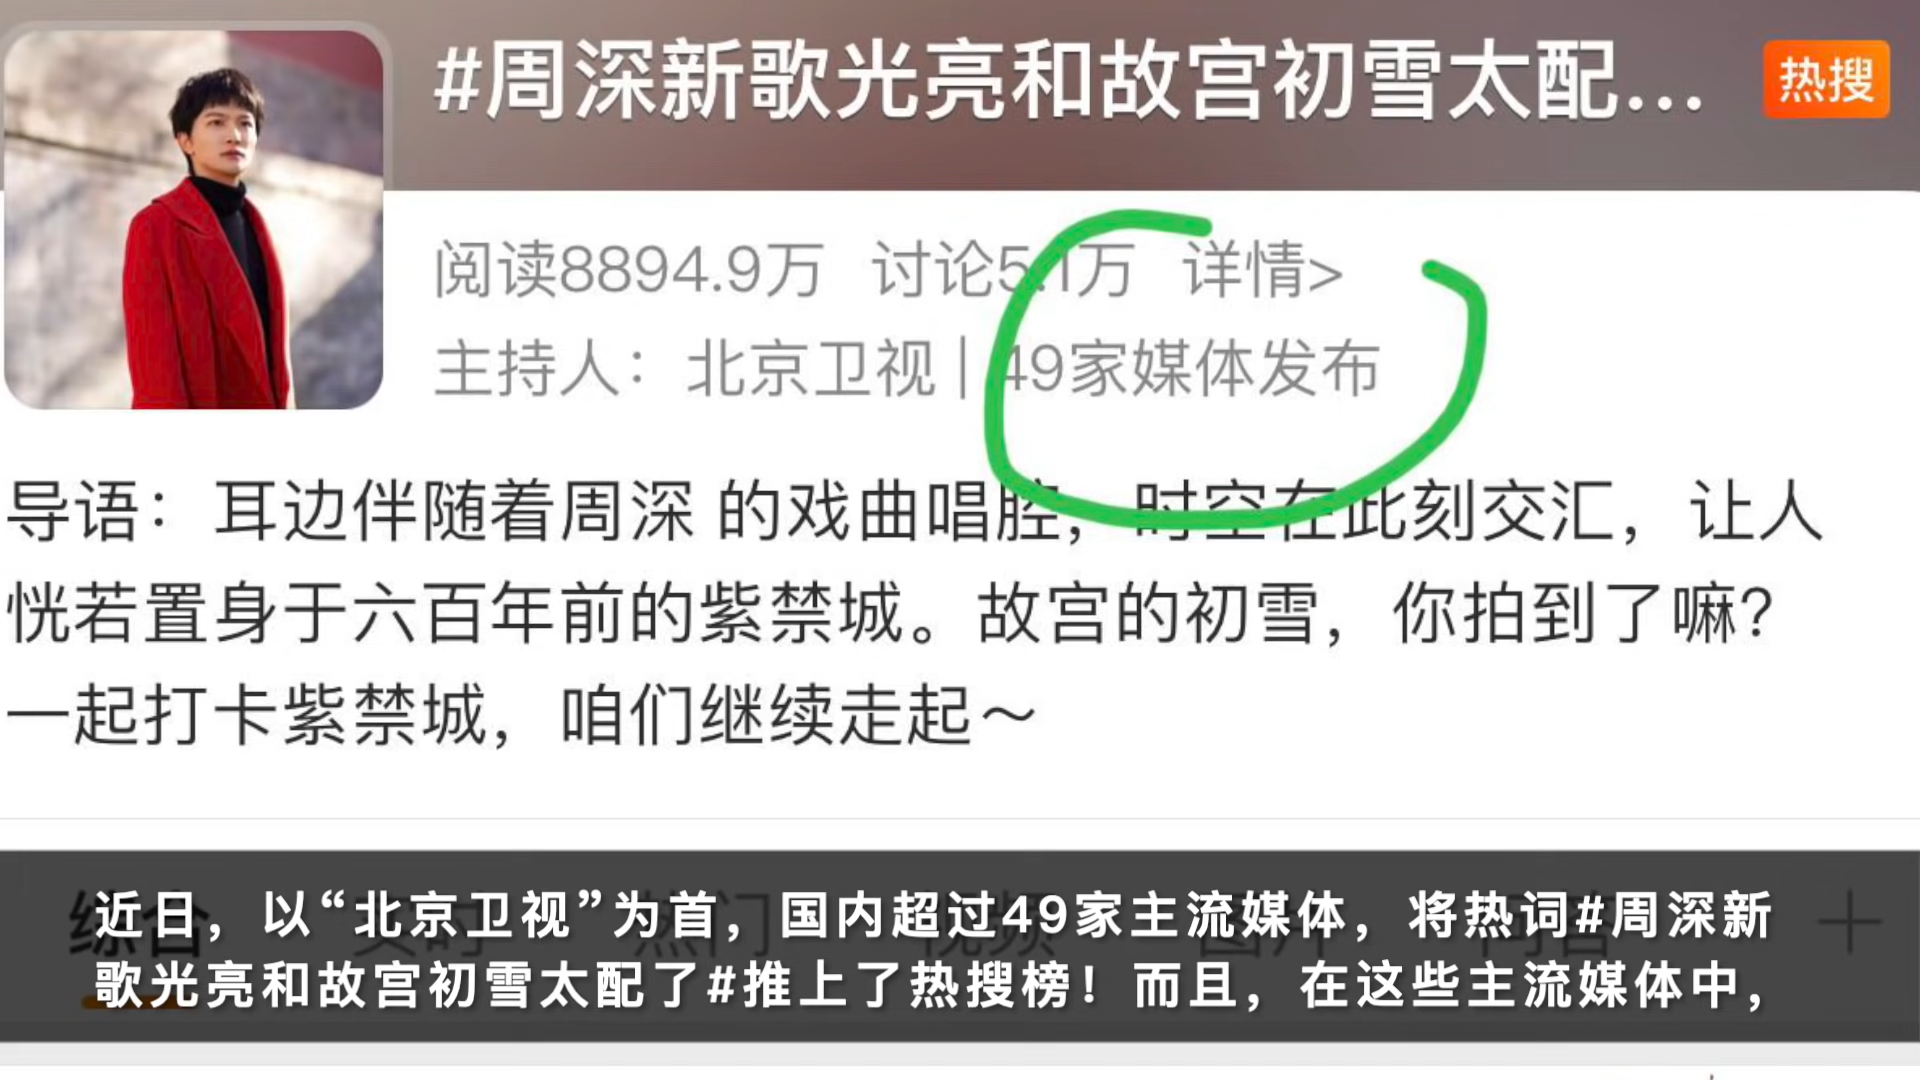 #周深新歌光亮和故宫初雪太配...
热搜
阅读8894.9万 讨论5.1万 详情>
主持人：北京卫视 | 49家媒体发布
导语：耳边伴随着周深 的戏曲唱腔，时空在此刻交汇，让人
恍若置身于六百年前的紫禁城。故宫的初雪，你拍到了嘛？
一起打卡紫禁城，咱们继续走起～
近日，以“北京卫视”为首，国内超过49家主流媒体，将热词#周深新
歌光亮和故宫初雪太配了#推上了热搜榜！而且，在这些主流媒体中，